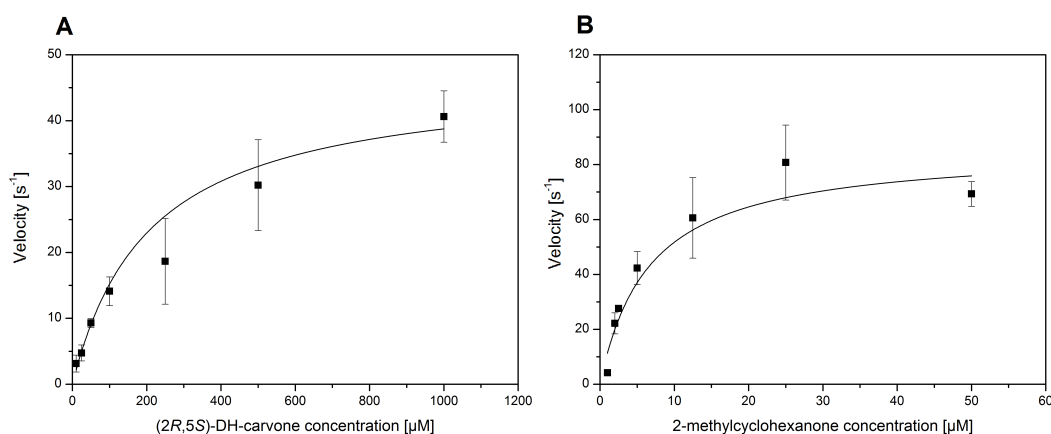 A
50
40
30
20
10
0
Velocity [s⁻¹]
0 200 400 600 800 1000 1200
(2R,5S)-DH-carvone concentration [µM]
B
120
100
80
60
40
20
0
Velocity [s⁻¹]
0 10 20 30 40 50 60
2-methylcyclohexanone concentration [µM]